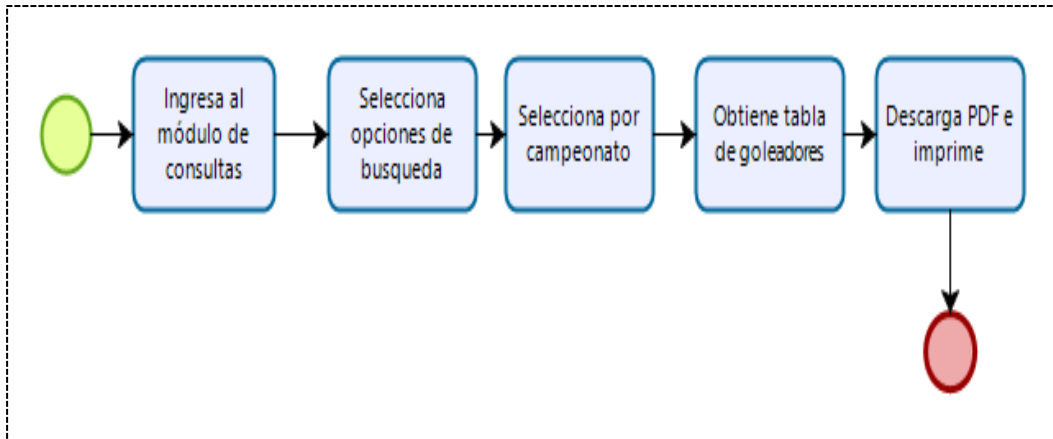 Ingresa al
módulo de
consultas
Selecciona
opciones de
busqueda
Selecciona por
campeonato
Obtiene tabla
de goleadores
Descarga PDF e
imprime